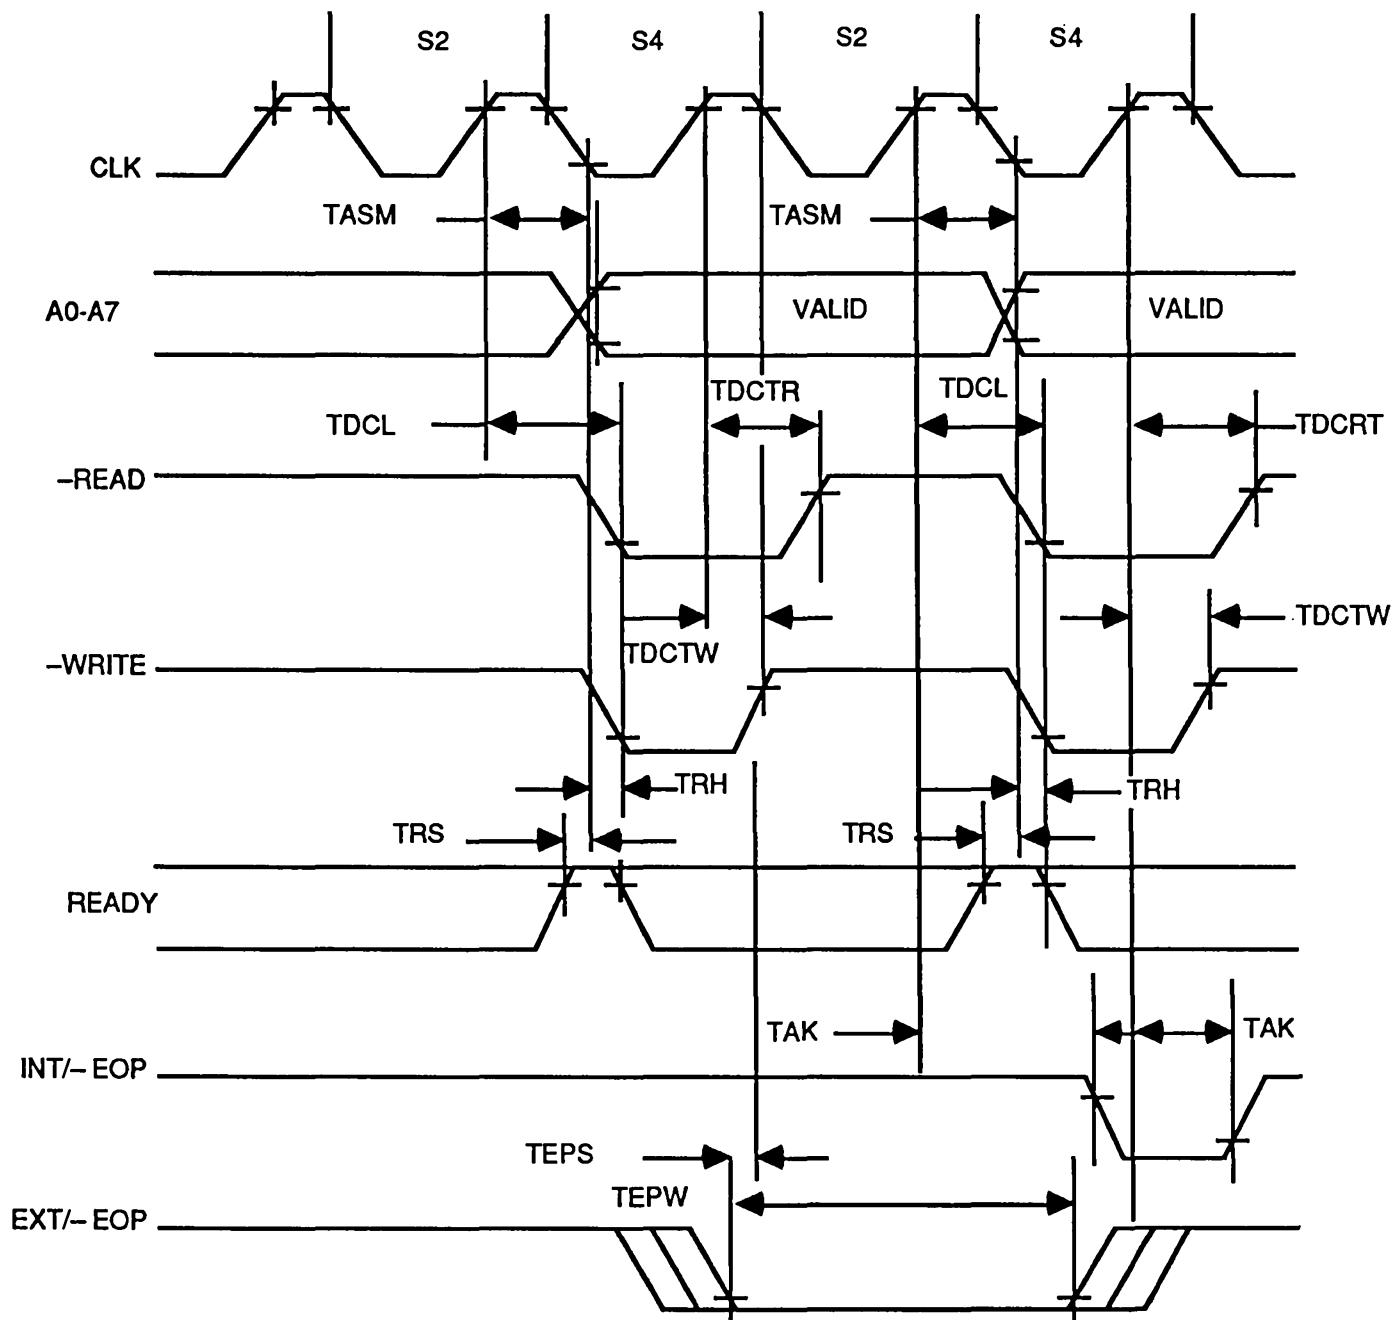 S2 S4 S2 S4
CLK
TASM TASM
A0-A7 VALID VALID
TDCL TDCTR TDCL TDCRT
–READ
TDCTW TDCTW
–WRITE
TRH TRH
TRS TRS
READY
TAK TAK
INT/– EOP
TEPS
TEPW
EXT/– EOP